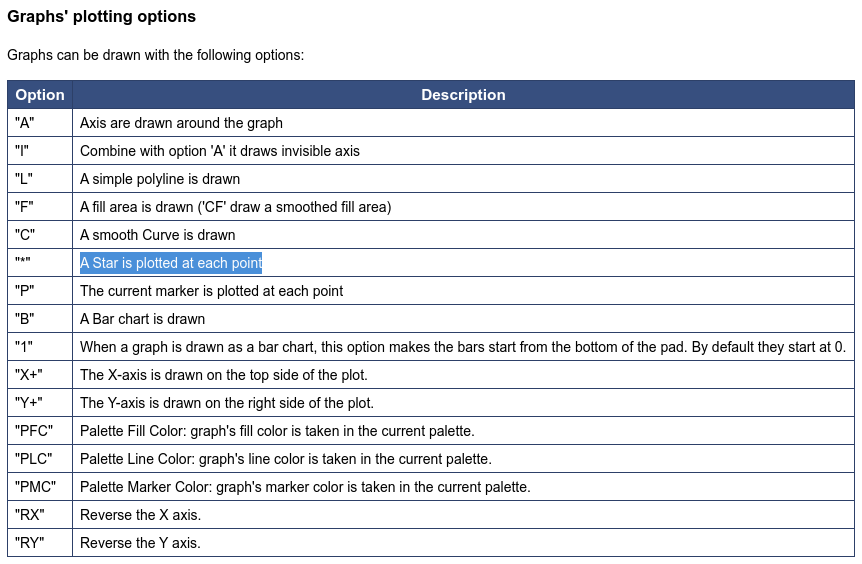 Graphs' plotting options
Graphs can be drawn with the following options:
Option Description
"A" Axis are drawn around the graph
"I" Combine with option 'A' it draws invisible axis
"L" A simple polyline is drawn
"F" A fill area is drawn ('CF' draw a smoothed fill area)
"C" A smooth Curve is drawn
"*" A Star is plotted at each point
"P" The current marker is plotted at each point
"B" A Bar chart is drawn
"1" When a graph is drawn as a bar chart, this option makes the bars start from the bottom of the pad. By default they start at 0.
"X+" The X-axis is drawn on the top side of the plot.
"Y+" The Y-axis is drawn on the right side of the plot.
"PFC" Palette Fill Color: graph's fill color is taken in the current palette.
"PLC" Palette Line Color: graph's line color is taken in the current palette.
"PMC" Palette Marker Color: graph's marker color is taken in the current palette.
"RX" Reverse the X axis.
"RY" Reverse the Y axis.